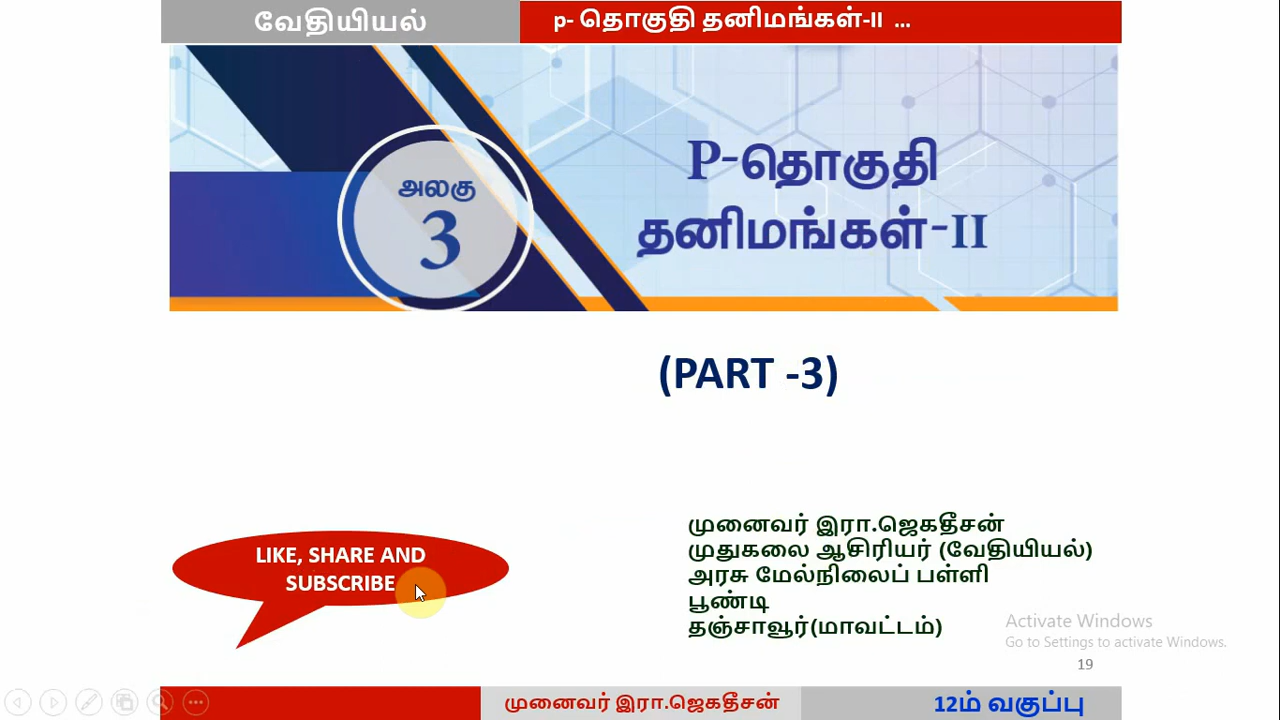 வேதியியல்
p- தொகுதி தனிமங்கள்-II ...
அலகு
3
P-தொகுதி
தனிமங்கள்-II
(PART -3)
LIKE, SHARE AND
SUBSCRIBE
முனைவர் இரா.ஜெகதீசன்
முதுகலை ஆசிரியர் (வேதியியல்)
அரசு மேல்நிலைப் பள்ளி
பூண்டி
தஞ்சாவூர்(மாவட்டம்)
Activate Windows
Go to Settings to activate Windows.
19
முனைவர் இரா.ஜெகதீசன்
12ம் வகுப்பு